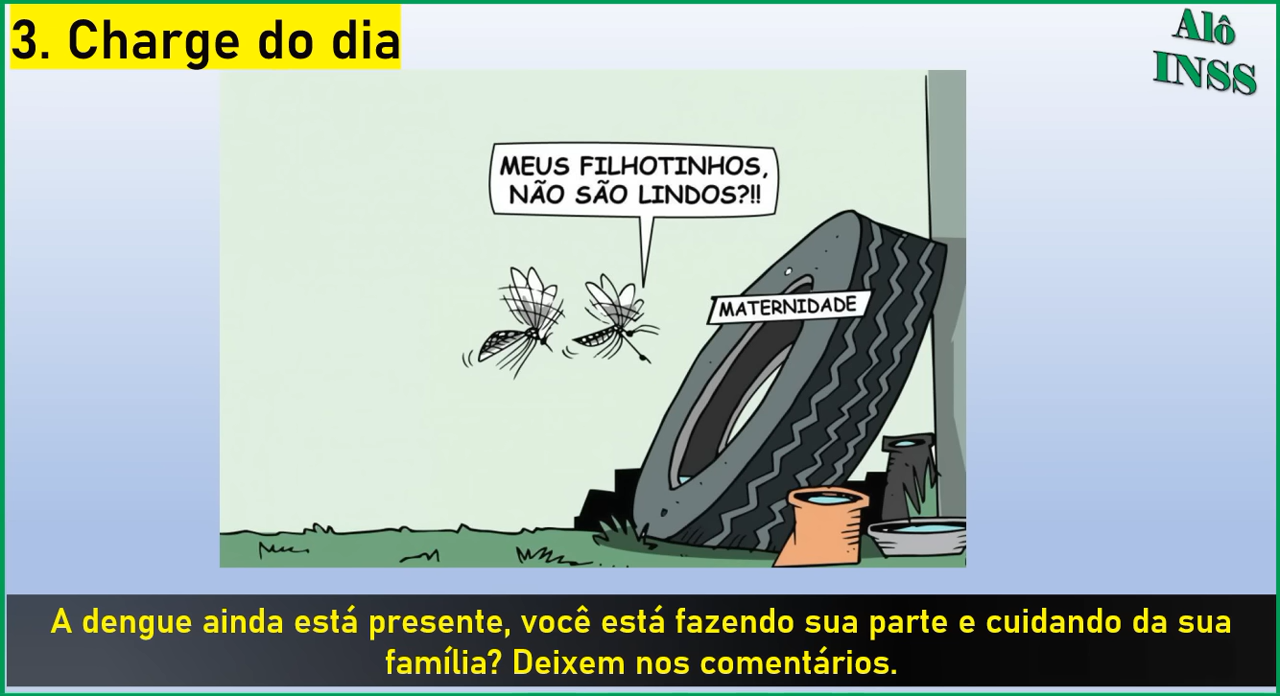 3. Charge do dia
Alô
INSS
MEUS FILHOTINHOS,
NÃO SÃO LINDOS?!!
MATERNIDADE
A dengue ainda está presente, você está fazendo sua parte e cuidando da sua
família? Deixem nos comentários.